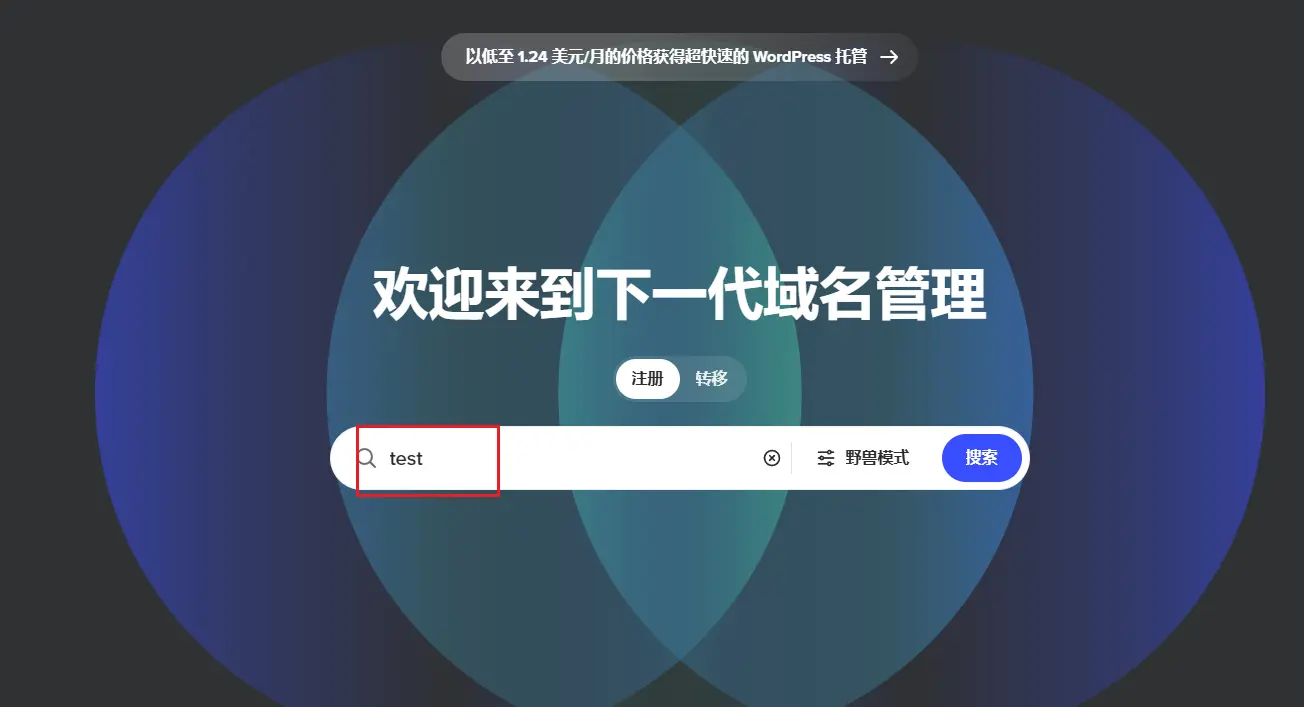 以低至 1.24 美元/月的价格获得超快速的 WordPress 托管 →
欢迎来到下一代域名管理
注册 转移
test 野兽模式 搜索